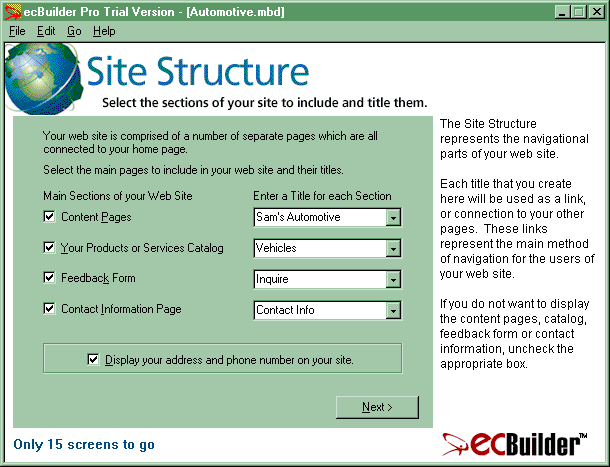 ecBuilder Pro Trial Version - [Automotive.mbd]
File Edit Go Help
Site Structure
Select the sections of your site to include and title them.
Your web site is comprised of a number of separate pages which are all
connected to your home page.
Select the main pages to include in your web site and their titles.
Main Sections of your Web Site Enter a Title for each Section
Content Pages Sam's Automotive
Your Products or Services Catalog Vehicles
Feedback Form Inquire
Contact Information Page Contact Info
Display your address and phone number on your site.
Next >
The Site Structure
represents the navigational
parts of your web site.
Each title that you create
here will be used as a link,
or connection to your other
pages. These links
represent the main method
of navigation for the users of
your web site.
If you do not want to display
the content pages, catalog,
feedback form or contact
information, uncheck the
appropriate box.
Only 15 screens to go
ecBuilder™